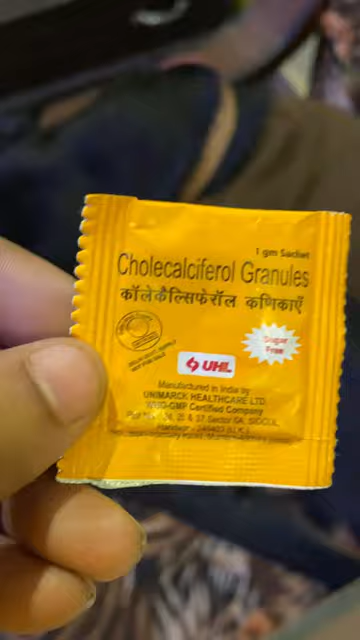 1 gm Sachet
Cholecalciferol Granules
कॉलेकैल्सिफेरॉल कणिकाएँ
Sugar
Free
UHL
Manufactured in India by
UNIMARCK HEALTHCARE LTD.
WHO-GMP Certified Company